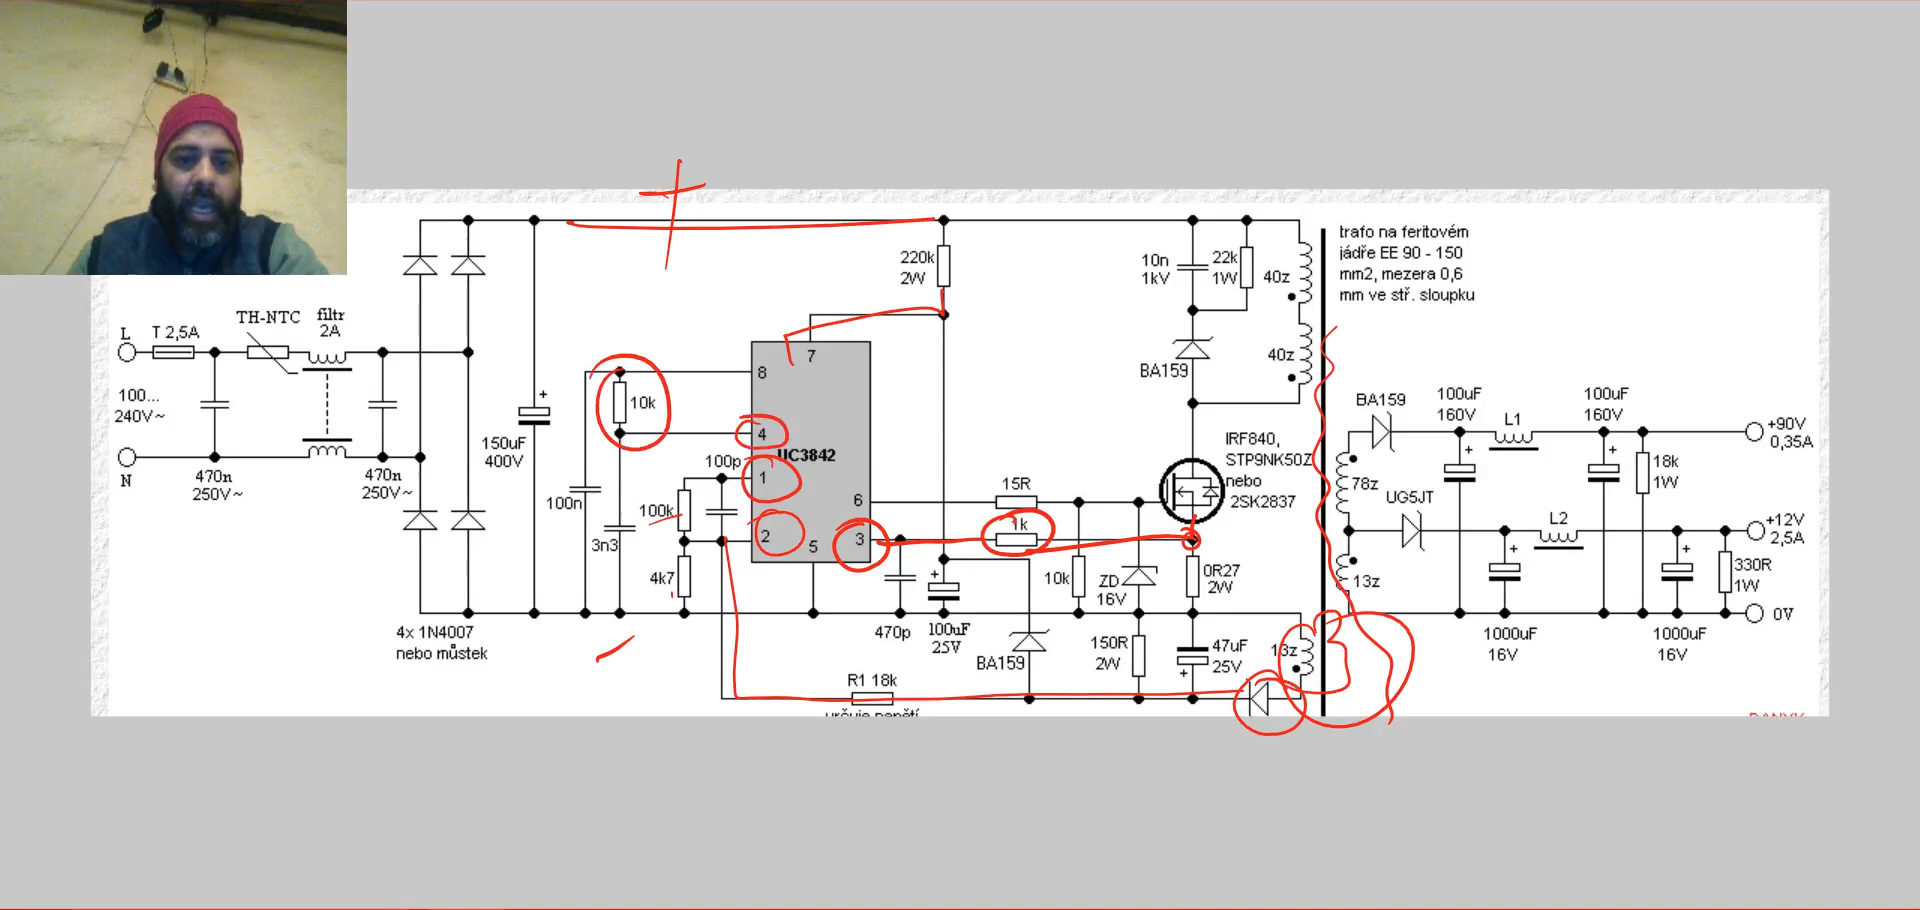 trafo na feritovém
jádře EE 90 - 150
mm2, mezera 0,6
mm ve stř. sloupku
L
T 2,5A
TH-NTC
filtr
2A
100...
240V~
N
470n
250V~
470n
250V~
+
150uF
400V
4x 1N4007
nebo můstek
220k
2W
10n
1kV
22k
1W
40z
40z
BA159
7
8
10k
4
UC3842
100p
1
100n
100k
3n3
2
5
4k7
6
3
15R
1k
IRF840,
STP9NK50Z
nebo
2SK2837
10k
ZD
16V
0R27
2W
+
470p
100uF
25V
BA159
150R
2W
47uF
25V
+
13z
R1 18k
BA159
100uF
160V
+
L1
100uF
160V
+
+90V
0,35A
18k
1W
78z
UG5JT
L2
+12V
2,5A
13z
+
+
330R
1W
0V
1000uF
16V
1000uF
16V